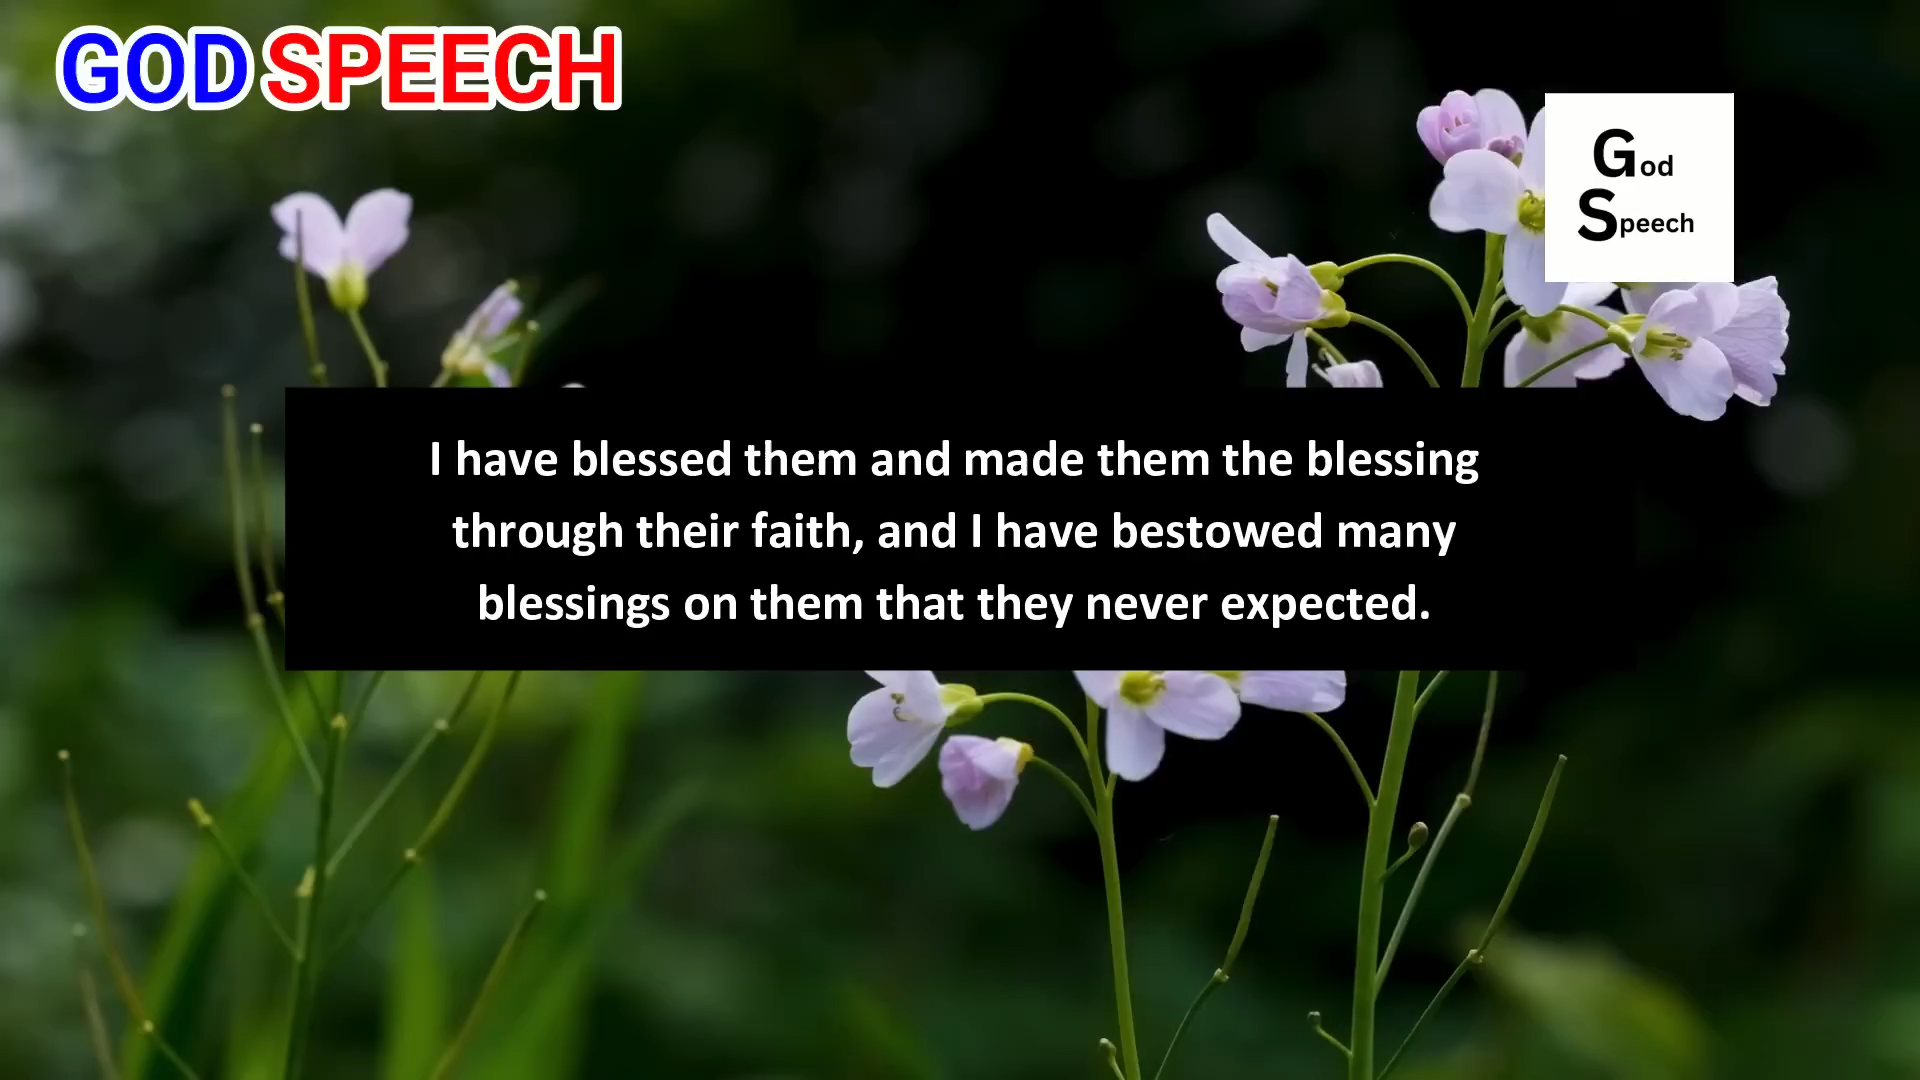 GOD SPEECH
God
Speech
I have blessed them and made them the blessing
through their faith, and I have bestowed many
blessings on them that they never expected.